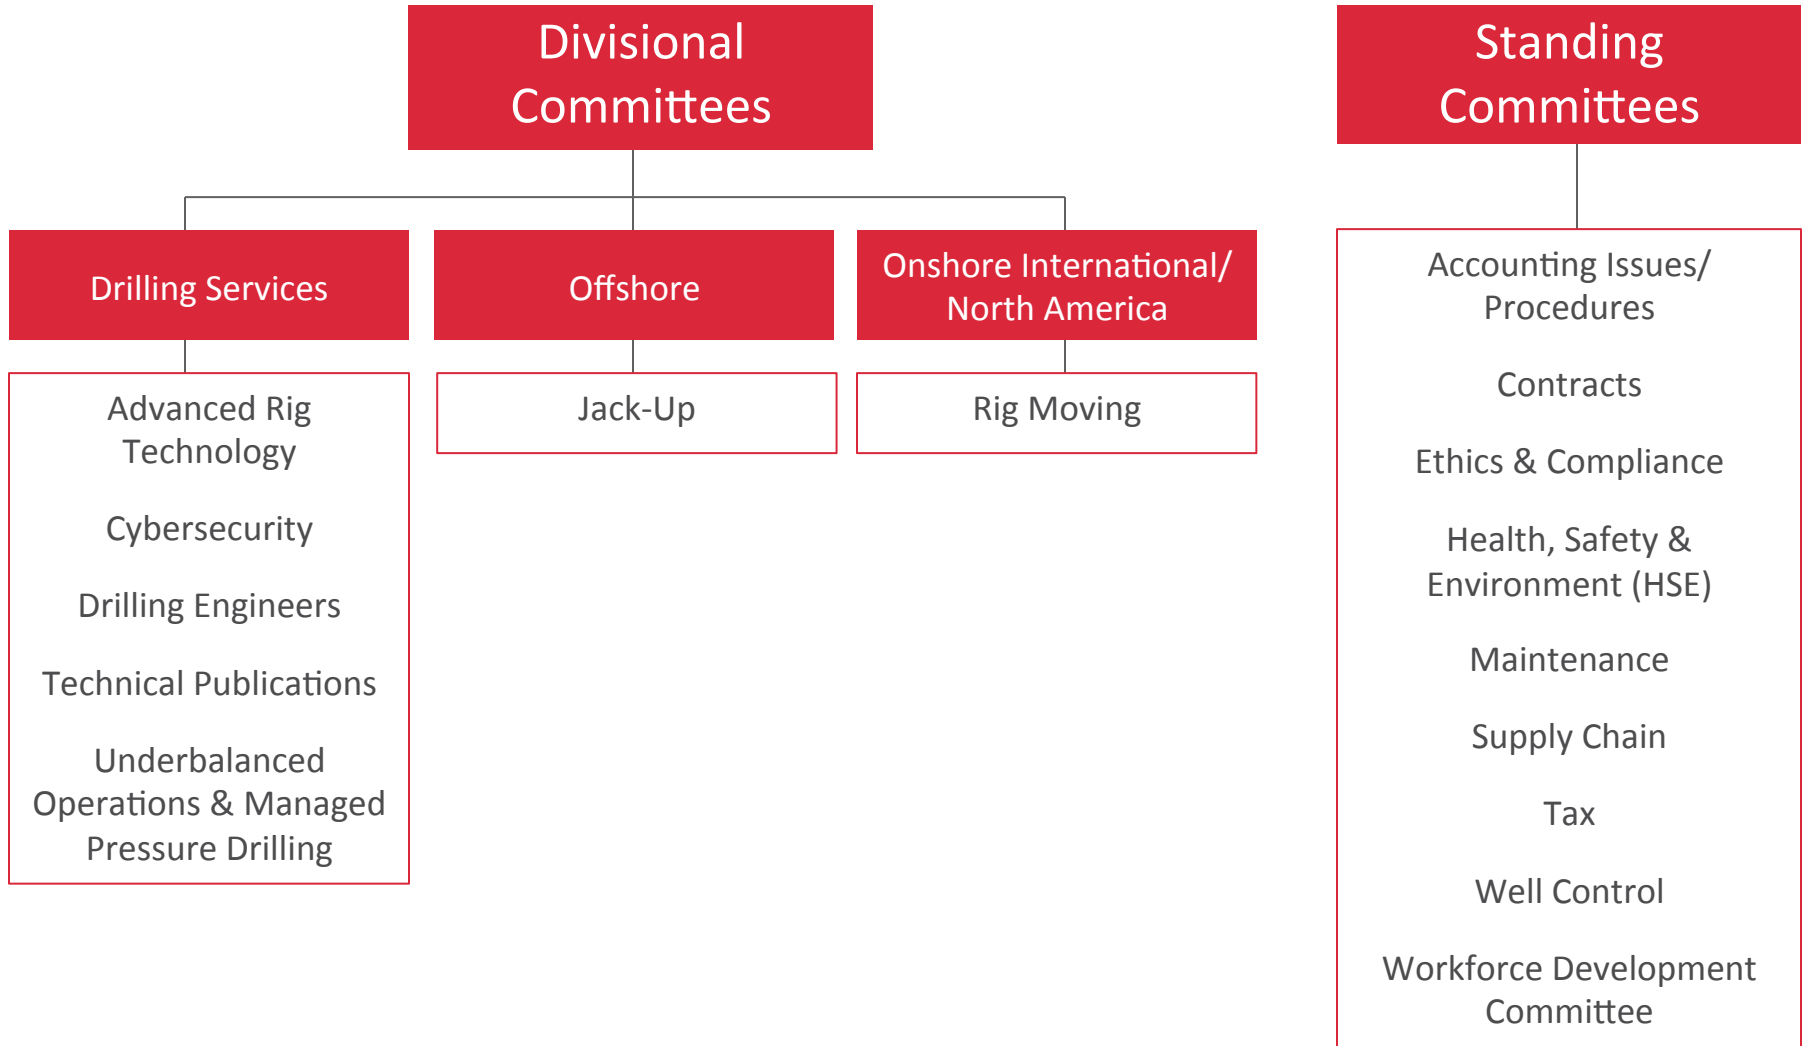 Divisional
Committees
Standing
Committees
Drilling Services
Offshore
Onshore International/
North America
Advanced Rig
Technology
Cybersecurity
Drilling Engineers
Technical Publications
Underbalanced
Operations & Managed
Pressure Drilling
Jack-Up
Rig Moving
Accounting Issues/
Procedures
Contracts
Ethics & Compliance
Health, Safety &
Environment (HSE)
Maintenance
Supply Chain
Tax
Well Control
Workforce Development
Committee